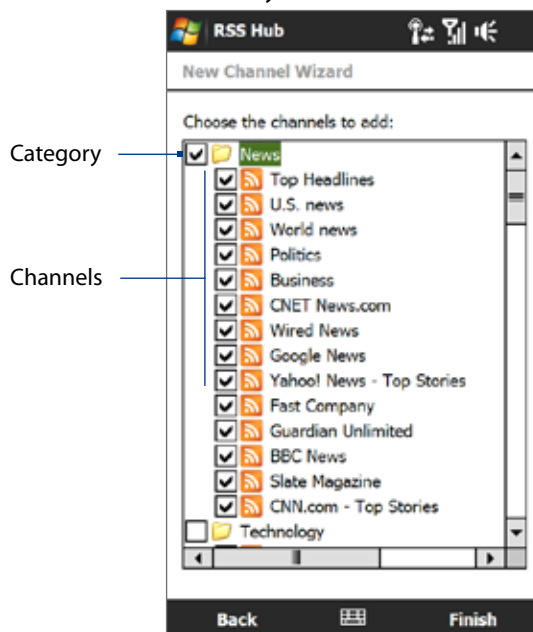 RSS Hub
New Channel Wizard
Choose the channels to add:
Category
News
Top Headlines
U.S. news
World news
Politics
Channels
Business
CNET News.com
Wired News
Google News
Yahoo! News - Top Stories
Fast Company
Guardian Unlimited
BBC News
Slate Magazine
CNN.com - Top Stories
Technology
Back
Finish